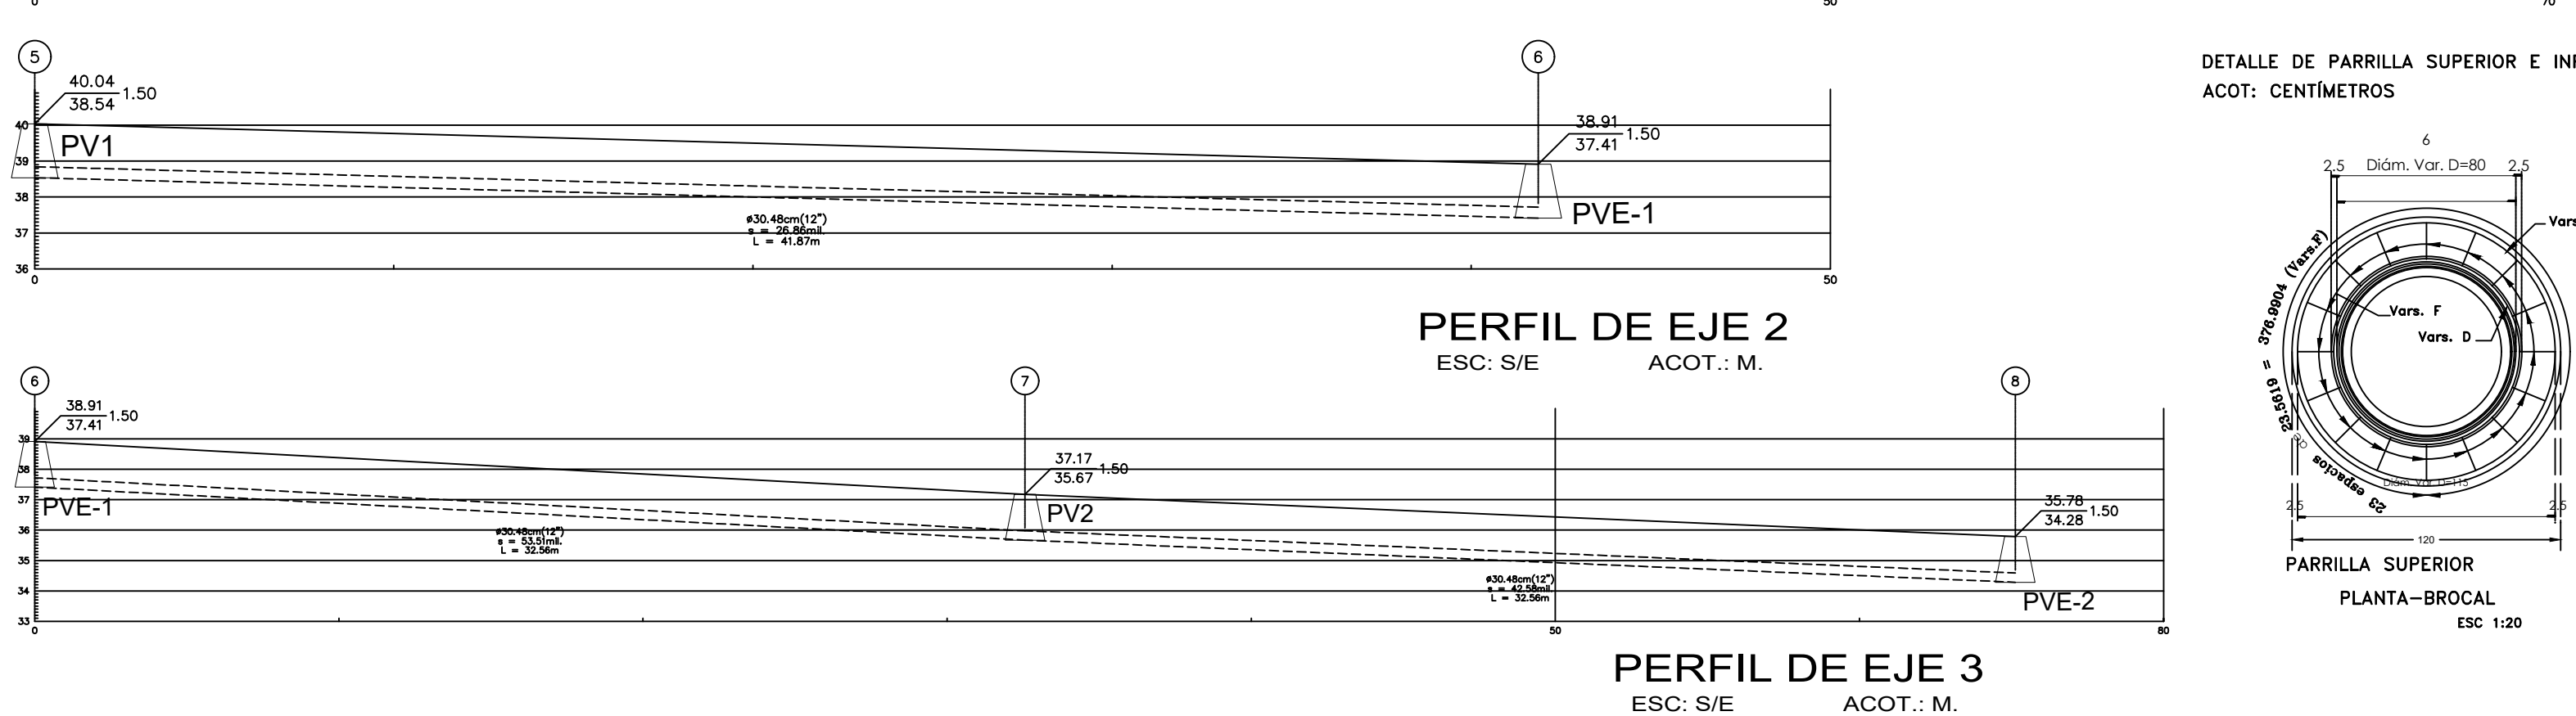 0
50
70
5
40.04
38.54
1.50
PV1
40
39
38
37
36
0
50
6
38.91
37.41
1.50
PVE-1
ø30.48cm(12")
s = 26.86mil.
L = 41.87m
PERFIL DE EJE 2
ESC: S/E
ACOT.: M.
6
38.91
37.41
1.50
39
38
37
36
35
34
33
0
50
80
PVE-1
ø30.48cm(12")
s = 53.51mil.
L = 32.56m
7
37.17
35.67
1.50
PV2
ø30.48cm(12")
s = 42.58mil.
L = 32.56m
8
35.78
34.28
1.50
PVE-2
PERFIL DE EJE 3
ESC: S/E
ACOT.: M.
DETALLE DE PARRILLA SUPERIOR E
ACOT: CENTÍMETROS
6
2.5
Diám. Var. D=80
2.5
Vars
Vars. F
Vars. D
23 espacios
23.5619 = 376.9904 (Vars.F)
Diám. Var D=115
2.5
2.5
120
PARRILLA SUPERIOR
PLANTA-BROCAL
ESC 1:20